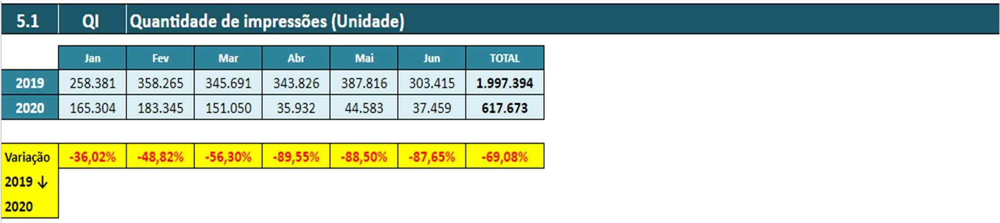 5.1 QI Quantidade de impressões (Unidade)
Jan Fev Mar Abr Mai Jun TOTAL
2019 258.381 358.265 345.691 343.826 387.816 303.415 1.997.394
2020 165.304 183.345 151.050 35.932 44.583 37.459 617.673
Variação -36,02% -48,82% -56,30% -89,55% -88,50% -87,65% -69,08%
2019 ↓
2020